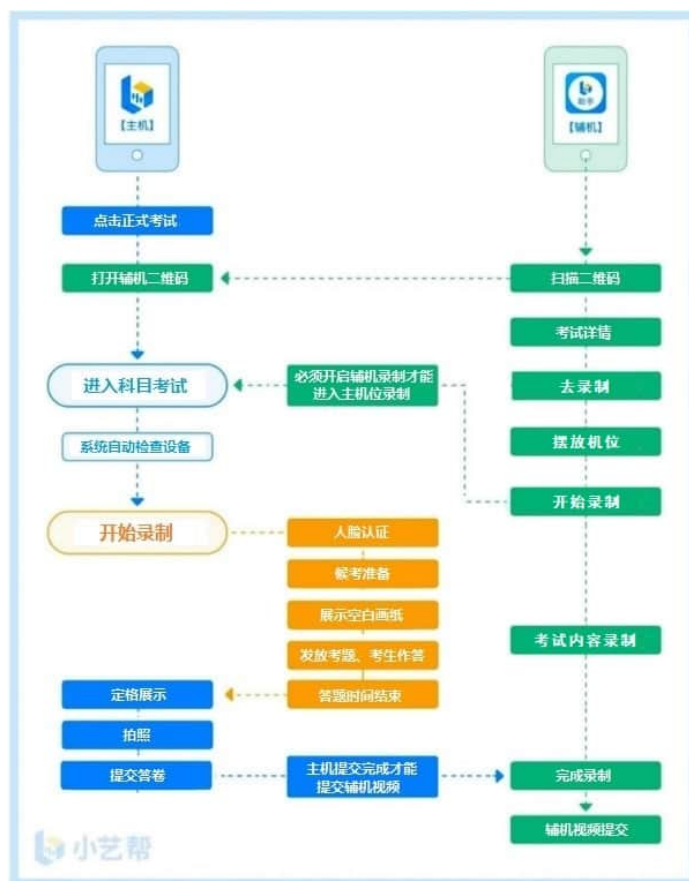 【主机】
助手
【辅机】
点击正式考试
打开辅机二维码
扫描二维码
考试详情
进入科目考试
必须开启辅机录制才能
进入主机位录制
去录制
系统自动检查设备
摆放机位
开始录制
开始录制
人脸认证
候考准备
展示空白画纸
发放考题、考生作答
考试内容录制
定格展示
答题时间结束
拍照
提交答卷
主机提交完成才能
提交辅机视频
完成录制
辅机视频提交
小艺帮